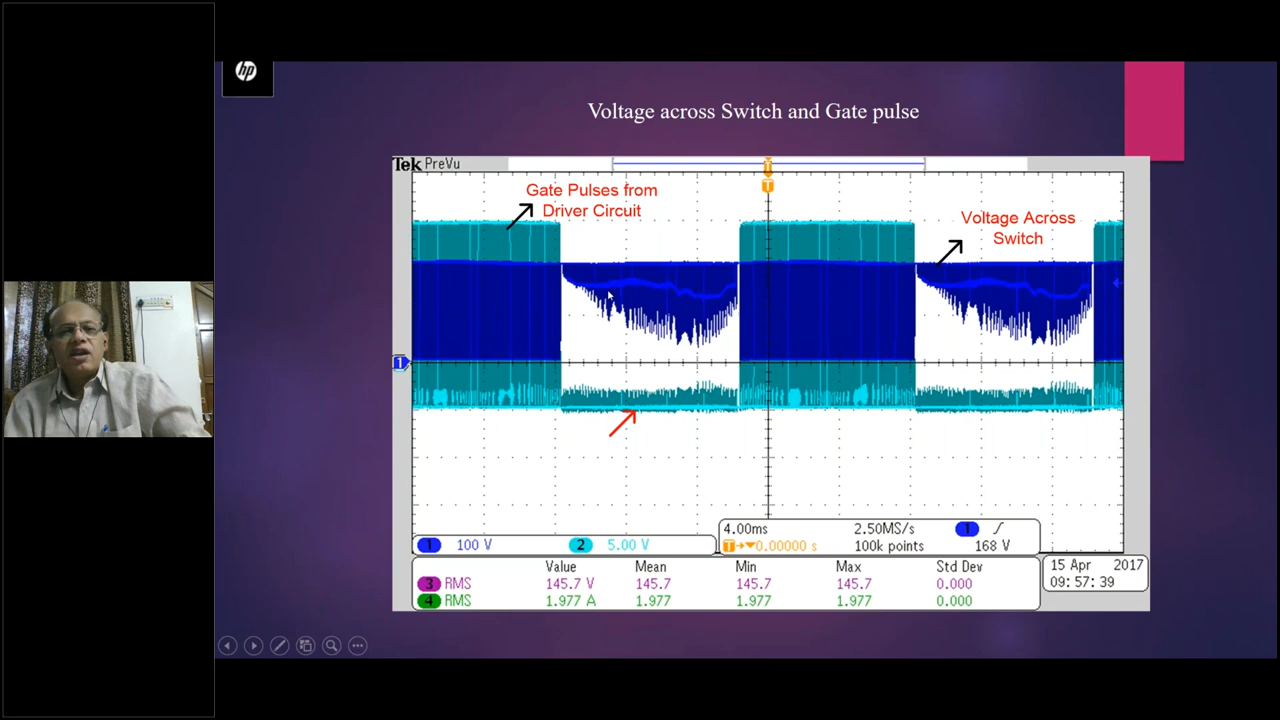 hp
Voltage across Switch and Gate pulse
Tek PreVu
T
T
Gate Pulses from
Driver Circuit
Voltage Across
Switch
1
1 100 V 2 5.00 V
4.00ms 2.50MS/s 1
T→▼0.00000 s 100k points 168 V
Value Mean Min Max Std Dev
3 RMS 145.7 V 145.7 145.7 145.7 0.000
4 RMS 1.977 A 1.977 1.977 1.977 0.000
15 Apr 2017
09:57:39